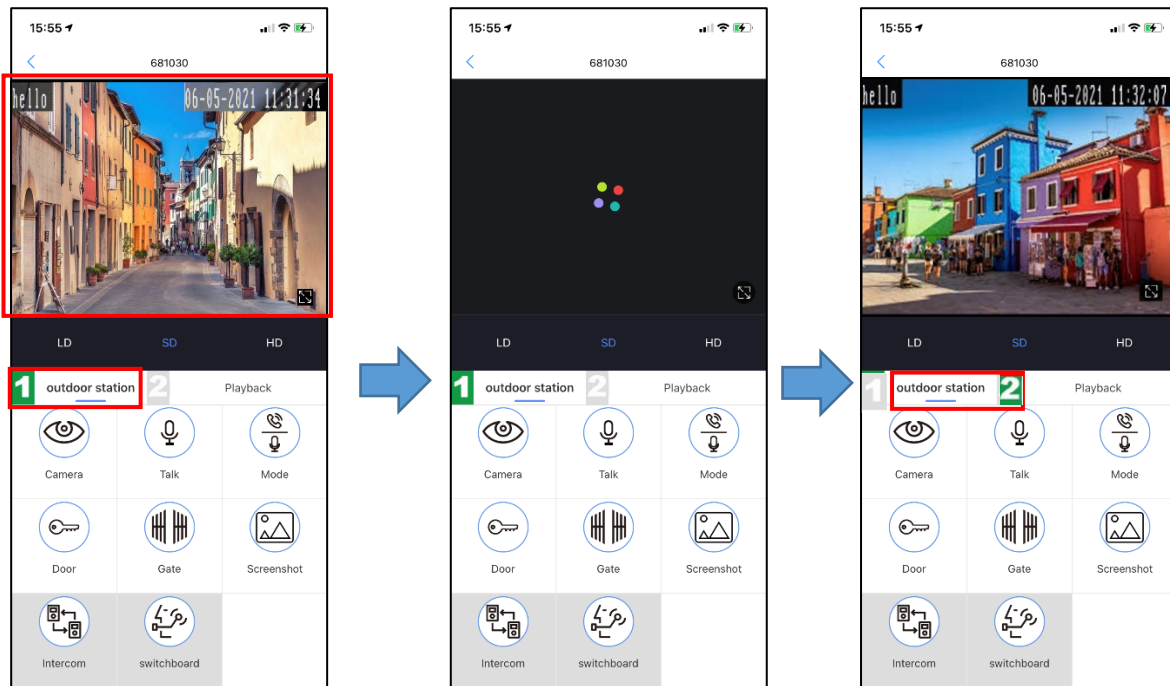 15:55
681030
hello 06-05-2021 11:31:34
LD SD HD
1 outdoor station 2 Playback
Camera Talk Mode
Door Gate Screenshot
Intercom switchboard
15:55
681030
LD SD HD
1 outdoor station 2 Playback
Camera Talk Mode
Door Gate Screenshot
Intercom switchboard
15:55
681030
hello 06-05-2021 11:32:07
LD SD HD
1 outdoor station 2 Playback
Camera Talk Mode
Door Gate Screenshot
Intercom switchboard